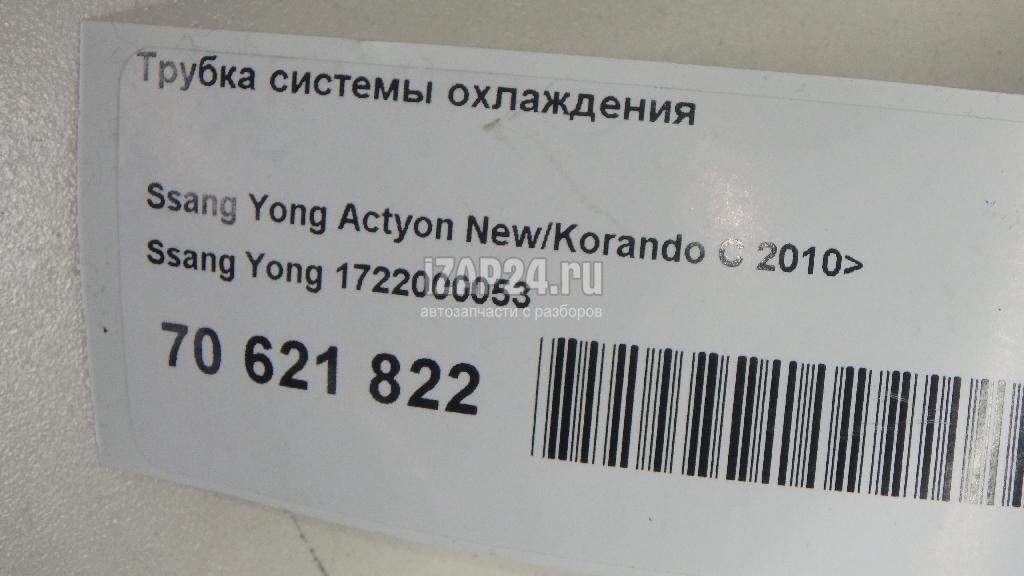 Трубка системы охлаждения
Ssang Yong Actyon New/Korando C 2010>
Ssang Yong 1722000053
iZAP24.ru
автозапчасти с разборов
70 621 822